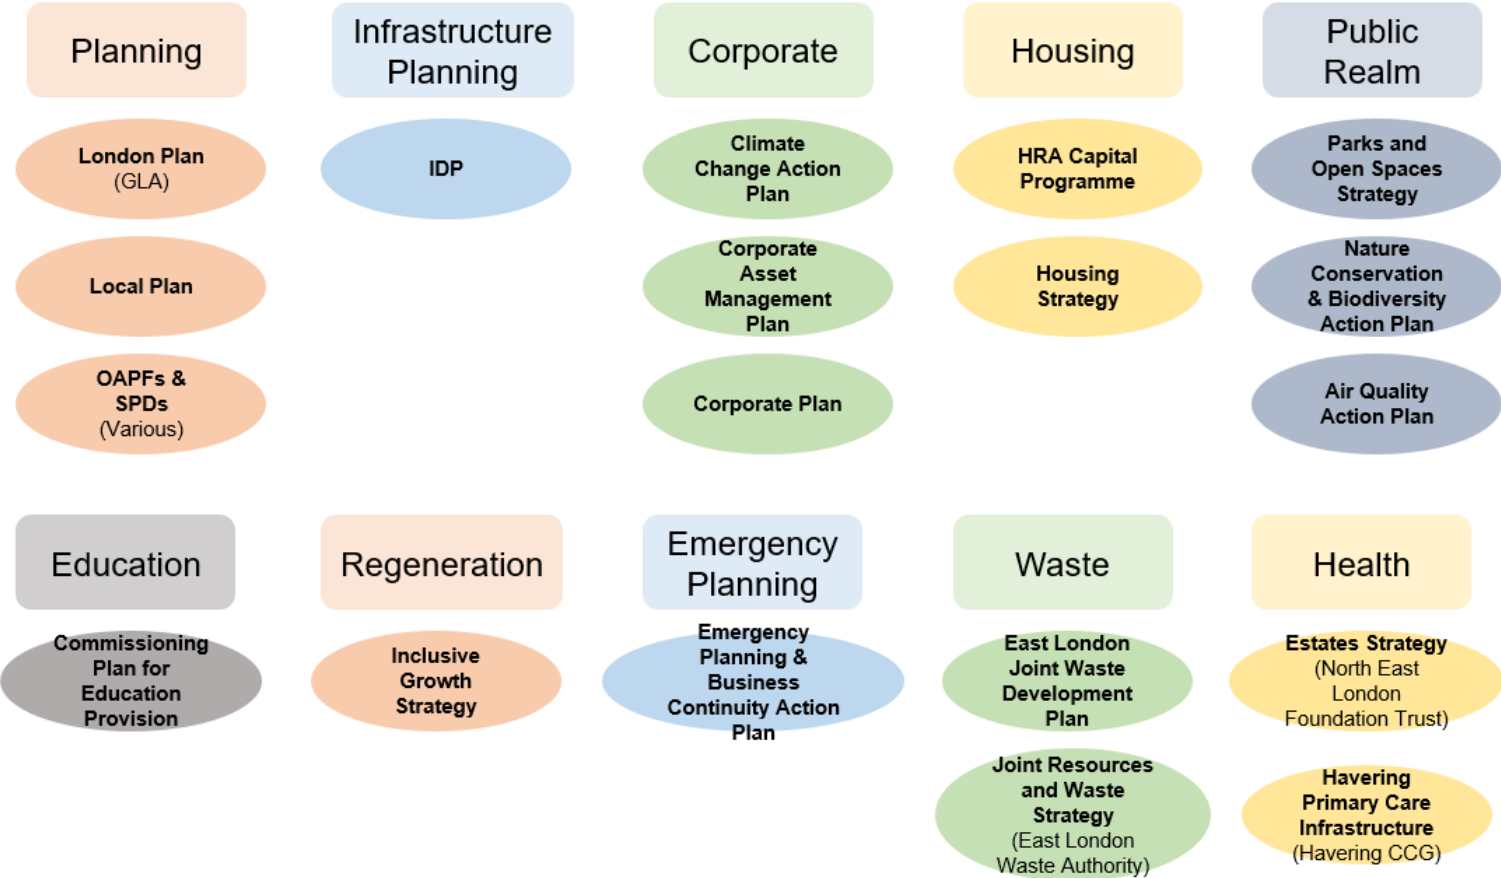 Planning
London Plan
(GLA)
Local Plan
OAPFs &
SPDs
(Various)
Infrastructure
Planning
IDP
Corporate
Climate
Change Action
Plan
Corporate
Asset
Management
Plan
Corporate Plan
Housing
HRA Capital
Programme
Housing
Strategy
Public
Realm
Parks and
Open Spaces
Strategy
Nature
Conservation
& Biodiversity
Action Plan
Air Quality
Action Plan
Education
Commissioning
Plan for
Education
Provision
Regeneration
Inclusive
Growth
Strategy
Emergency
Planning
Emergency
Planning &
Business
Continuity Action
Plan
Waste
East London
Joint Waste
Development
Plan
Joint Resources
and Waste
Strategy
(East London
Waste Authority)
Health
Estates Strategy
(North East
London
Foundation Trust)
Havering
Primary Care
Infrastructure
(Havering CCG)